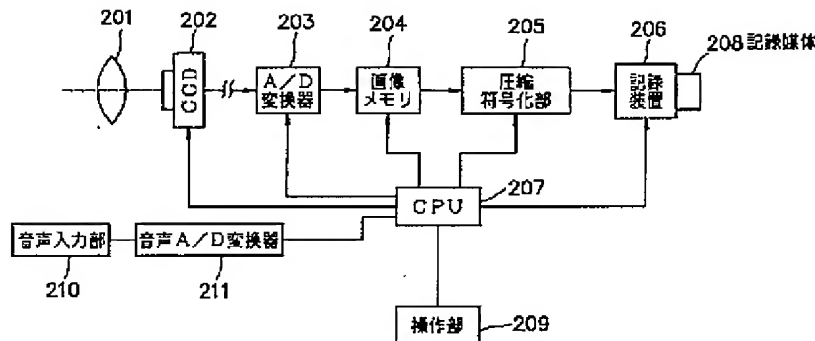 201
202
203
204
205
206
208 記録媒体
CCD
A/D
変換器
画像
メモリ
圧縮
符号化部
記録
装置
207
CPU
音声入力部
音声A/D変換器
210
211
操作部
209